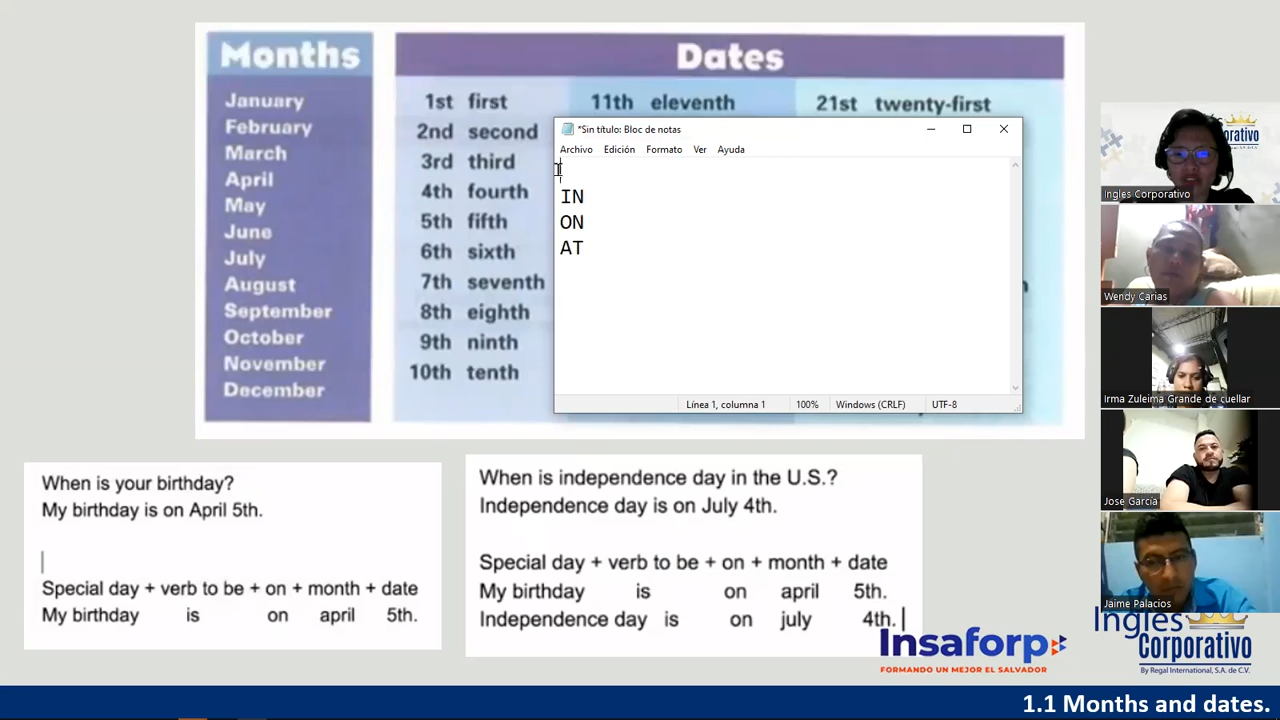 Months
January
February
March
April
May
June
July
August
September
October
November
December
Dates
1st first
2nd second
3rd third
4th fourth
5th fifth
6th sixth
7th seventh
8th eighth
9th ninth
10th tenth
11th eleventh
21st twenty-first
*Sin título: Bloc de notas
Archivo Edición Formato Ver Ayuda
IN
ON
AT
Línea 1, columna 1 100% Windows (CRLF) UTF-8
When is your birthday?
My birthday is on April 5th.
Special day + verb to be + on + month + date
My birthday is on april 5th.
When is independence day in the U.S.?
Independence day is on July 4th.
Special day + verb to be + on + month + date
My birthday is on april 5th.
Independence day is on july 4th.
Insaforp
FORMANDO UN MEJOR EL SALVADOR
Ingles Corporativo
Wendy Carias
Irma Zuleima Grande de cuellar
Jose García
Jaime Palacios
Ingles
Corporativo
By Regal International, S.A. de C.V.
1.1 Months and dates.